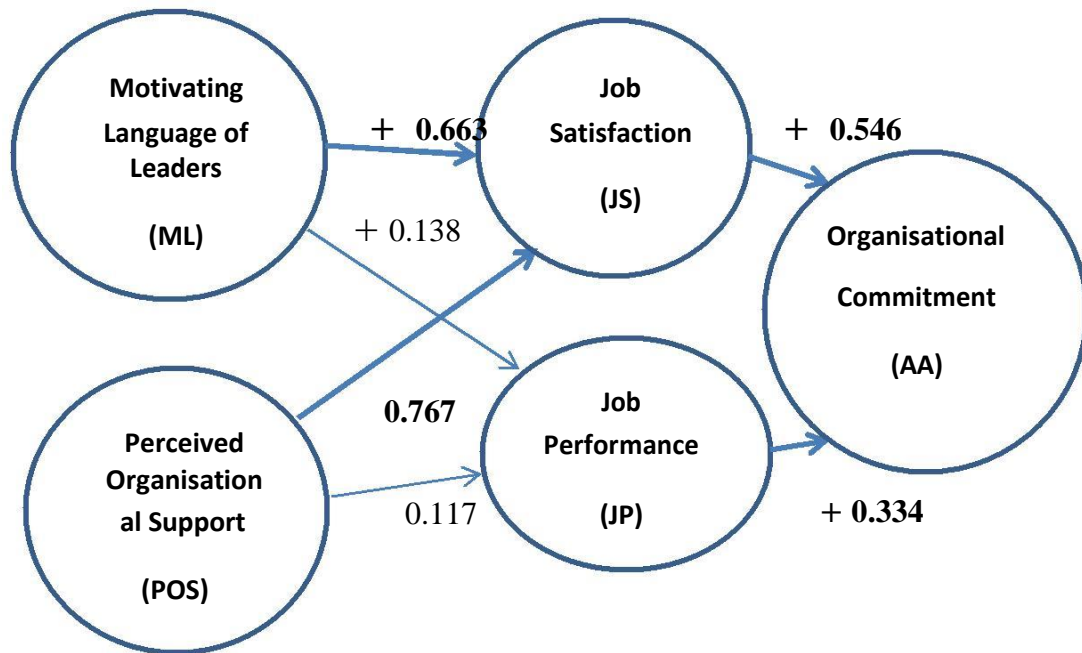 Motivating
Language of
Leaders
(ML)
+ 0.663
Job
Satisfaction
(JS)
+ 0.546
+ 0.138
Organisational
Commitment
(AA)
Perceived
Organisation
al Support
(POS)
0.767
0.117
Job
Performance
(JP)
+ 0.334